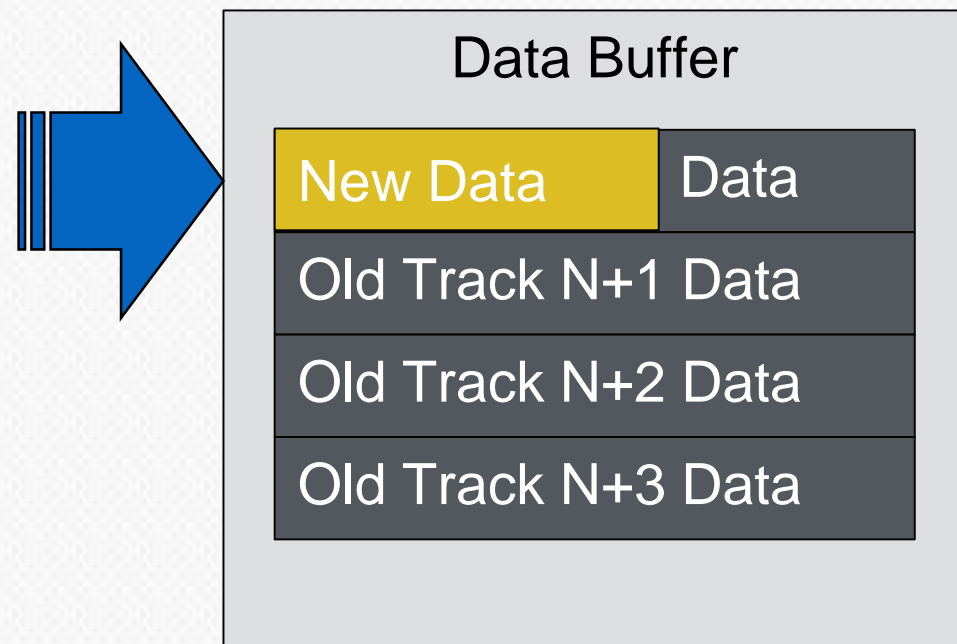 Data Buffer
New Data Data
Old Track N+1 Data
Old Track N+2 Data
Old Track N+3 Data